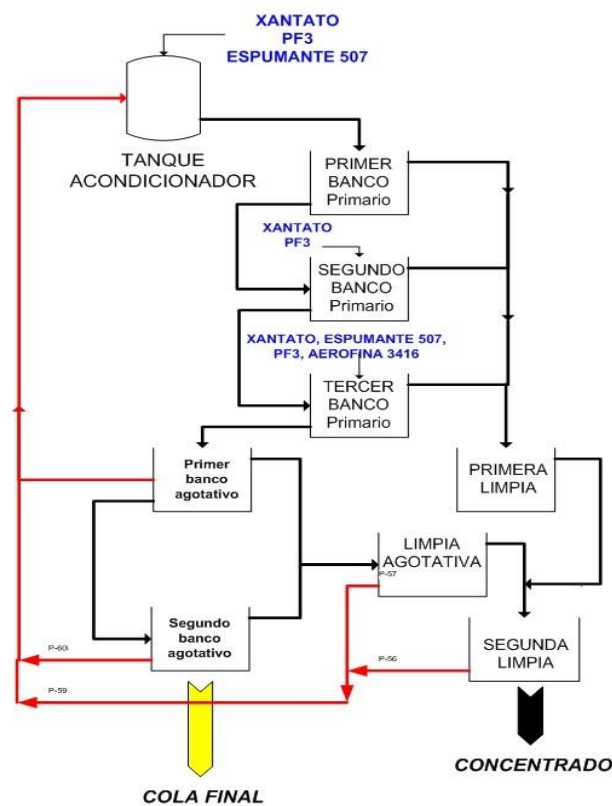 XANTATO
PF3
ESPUMANTE 507
TANQUE
ACONDICIONADOR
PRIMER
BANCO
Primario
XANTATO
PF3
SEGUNDO
BANCO
Primario
XANTATO, ESPUMANTE 507,
PF3, AEROFINA 3416
TERCER
BANCO
Primario
Primer
banco
agotativo
PRIMERA
LIMPIA
LIMPIA
AGOTATIVA
P-57
Segundo
banco
agotativo
SEGUNDA
LIMPIA
P-60
P-56
P-59
CONCENTRADO
COLA FINAL